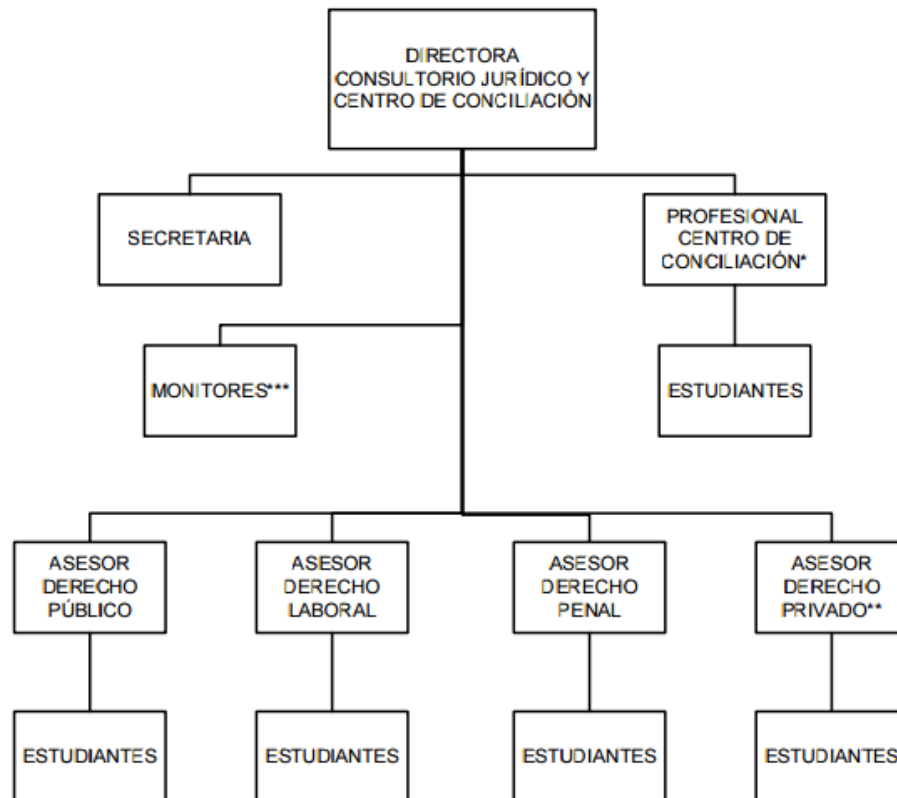 DIRECTORA
CONSULTORIO JURÍDICO Y
CENTRO DE CONCILIACIÓN
SECRETARIA
PROFESIONAL
CENTRO DE
CONCILIACIÓN*
MONITORES***
ESTUDIANTES
ASESOR
DERECHO
PÚBLICO
ASESOR
DERECHO
LABORAL
ASESOR
DERECHO
PENAL
ASESOR
DERECHO
PRIVADO**
ESTUDIANTES
ESTUDIANTES
ESTUDIANTES
ESTUDIANTES